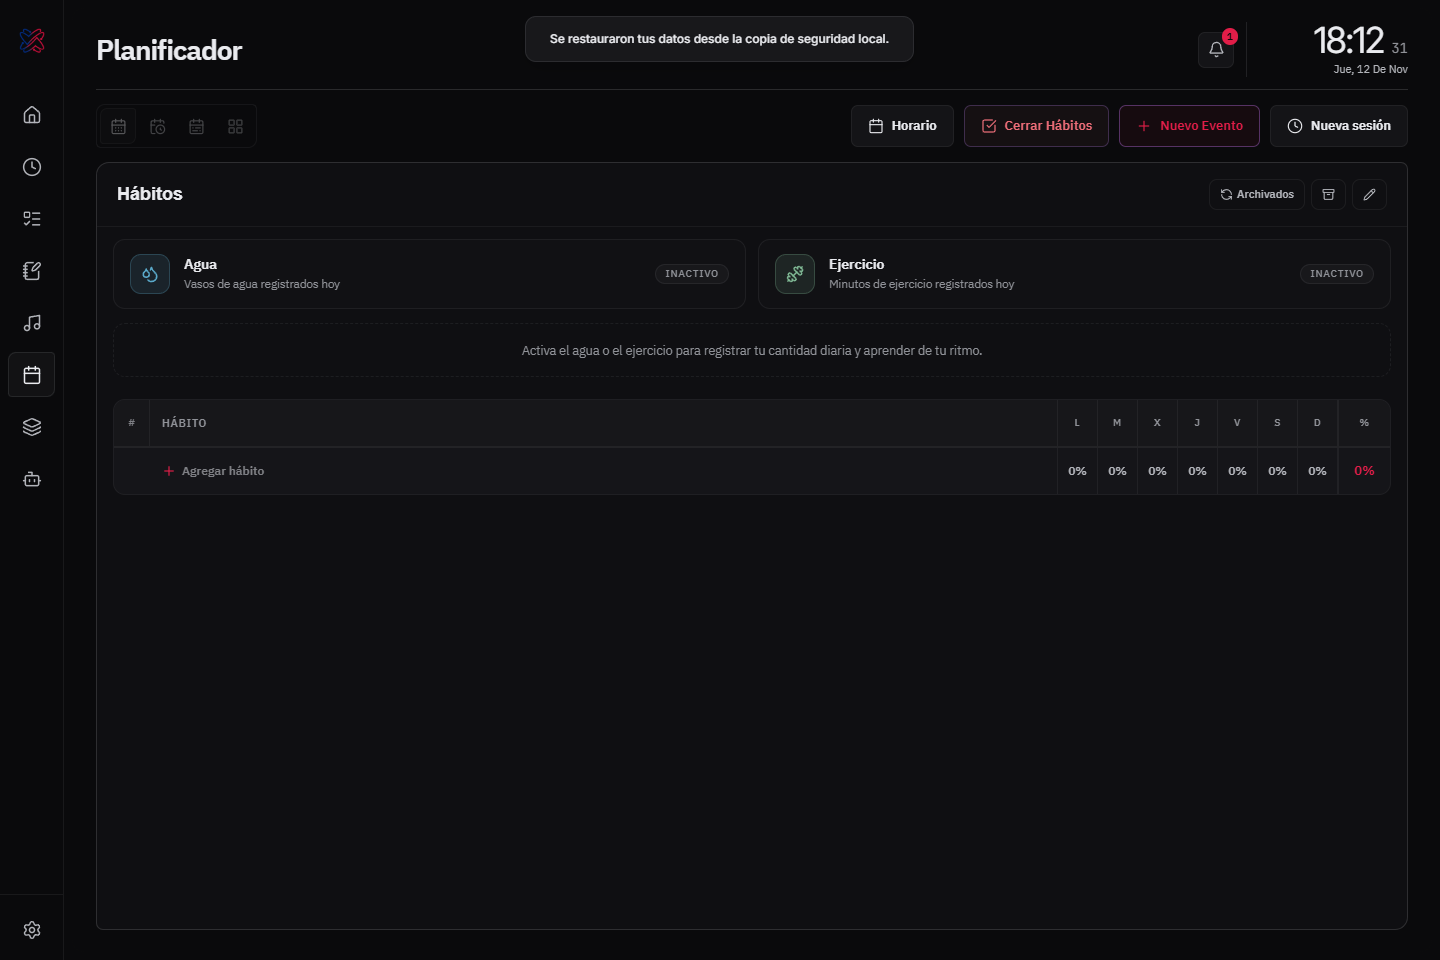 Planificador
Se restauraron tus datos desde la copia de seguridad local.
1
18:12 31
Jue, 12 De Nov
Horario
Cerrar Hábitos
Nuevo Evento
Nueva sesión
Hábitos
Archivados
Agua
Vasos de agua registrados hoy
INACTIVO
Ejercicio
Minutos de ejercicio registrados hoy
INACTIVO
Activa el agua o el ejercicio para registrar tu cantidad diaria y aprender de tu ritmo.
# HÁBITO L M X J V S D %
Agregar hábito 0% 0% 0% 0% 0% 0% 0% 0%